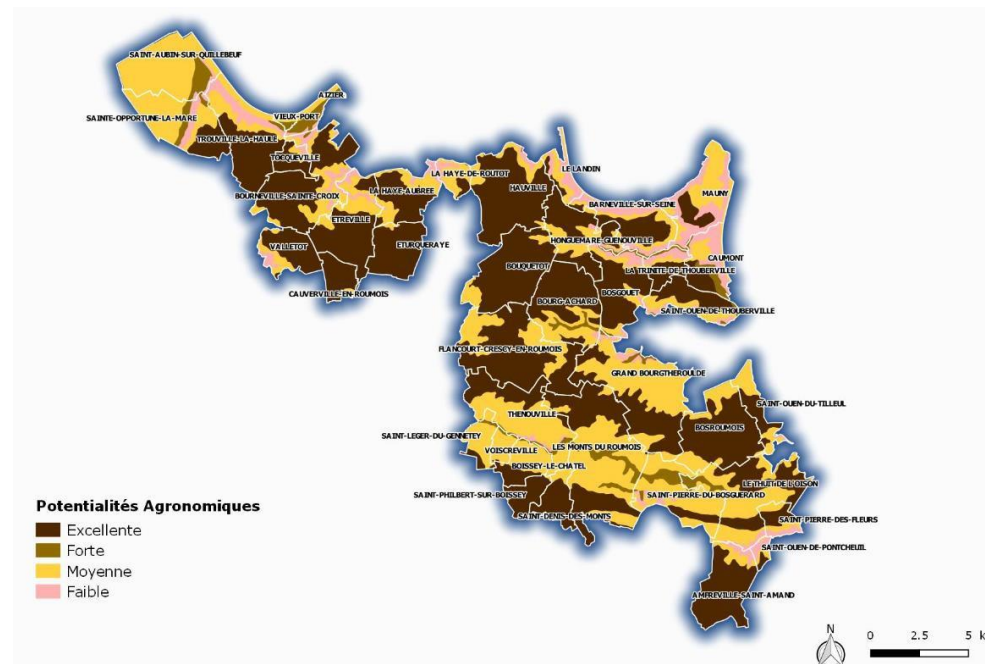 SAINT-AUBIN-SUR-QUILLEBEUF
AIZIER
SAINTE-OPPORTUNE-LA-MARE
VIEUX-PORT
TROUVILLE-LA-HAULE
TOCQUEVILLE
LE LANDIN
LA HAYE-DE-ROUTOT
HAUVILLE
LA HAYE-AUBREE
MAUNY
BOURNEVILLE-SAINTE-CROIX
BARNEVILLE-SUR-SEINE
ETREVILLE
HONGUEMARE-GUENOUVILLE
VALLETOT
ETURQUERAYE
CAUMONT
BOUQUETOT
LA TRINITE-DE-THOUBERVILLE
CAUVERVILLE-EN-ROUMOIS
BOSGOUET
BOURG-ACHARD
SAINT-OUEN-DE-THOUBERVILLE
FLANCOURT-CRESCY-EN-ROUMOIS
GRAND BOURGTHEROULDE
SAINT-OUEN-DU-TILLEUL
THENOUVILLE
BOSROUMOIS
SAINT-LEGER-DU-GENNETEY
LES MONTS DU ROUMOIS
VOISCREVILLE
BOISSEY-LE-CHATEL
LE THUIT DE L'OISON
SAINT-PHILBERT-SUR-BOISSEY
SAINT-PIERRE-DU-BOSGUERARD
SAINT-DENIS-DES-MONTS
SAINT-PIERRE-DES-FLEURS
SAINT-OUEN-DE-PONTCHEUIL
AMFREVILLE-SAINT-AMAND
Potentialités Agronomiques
Excellente
Forte
Moyenne
Faible
N
0 2.5 5 k